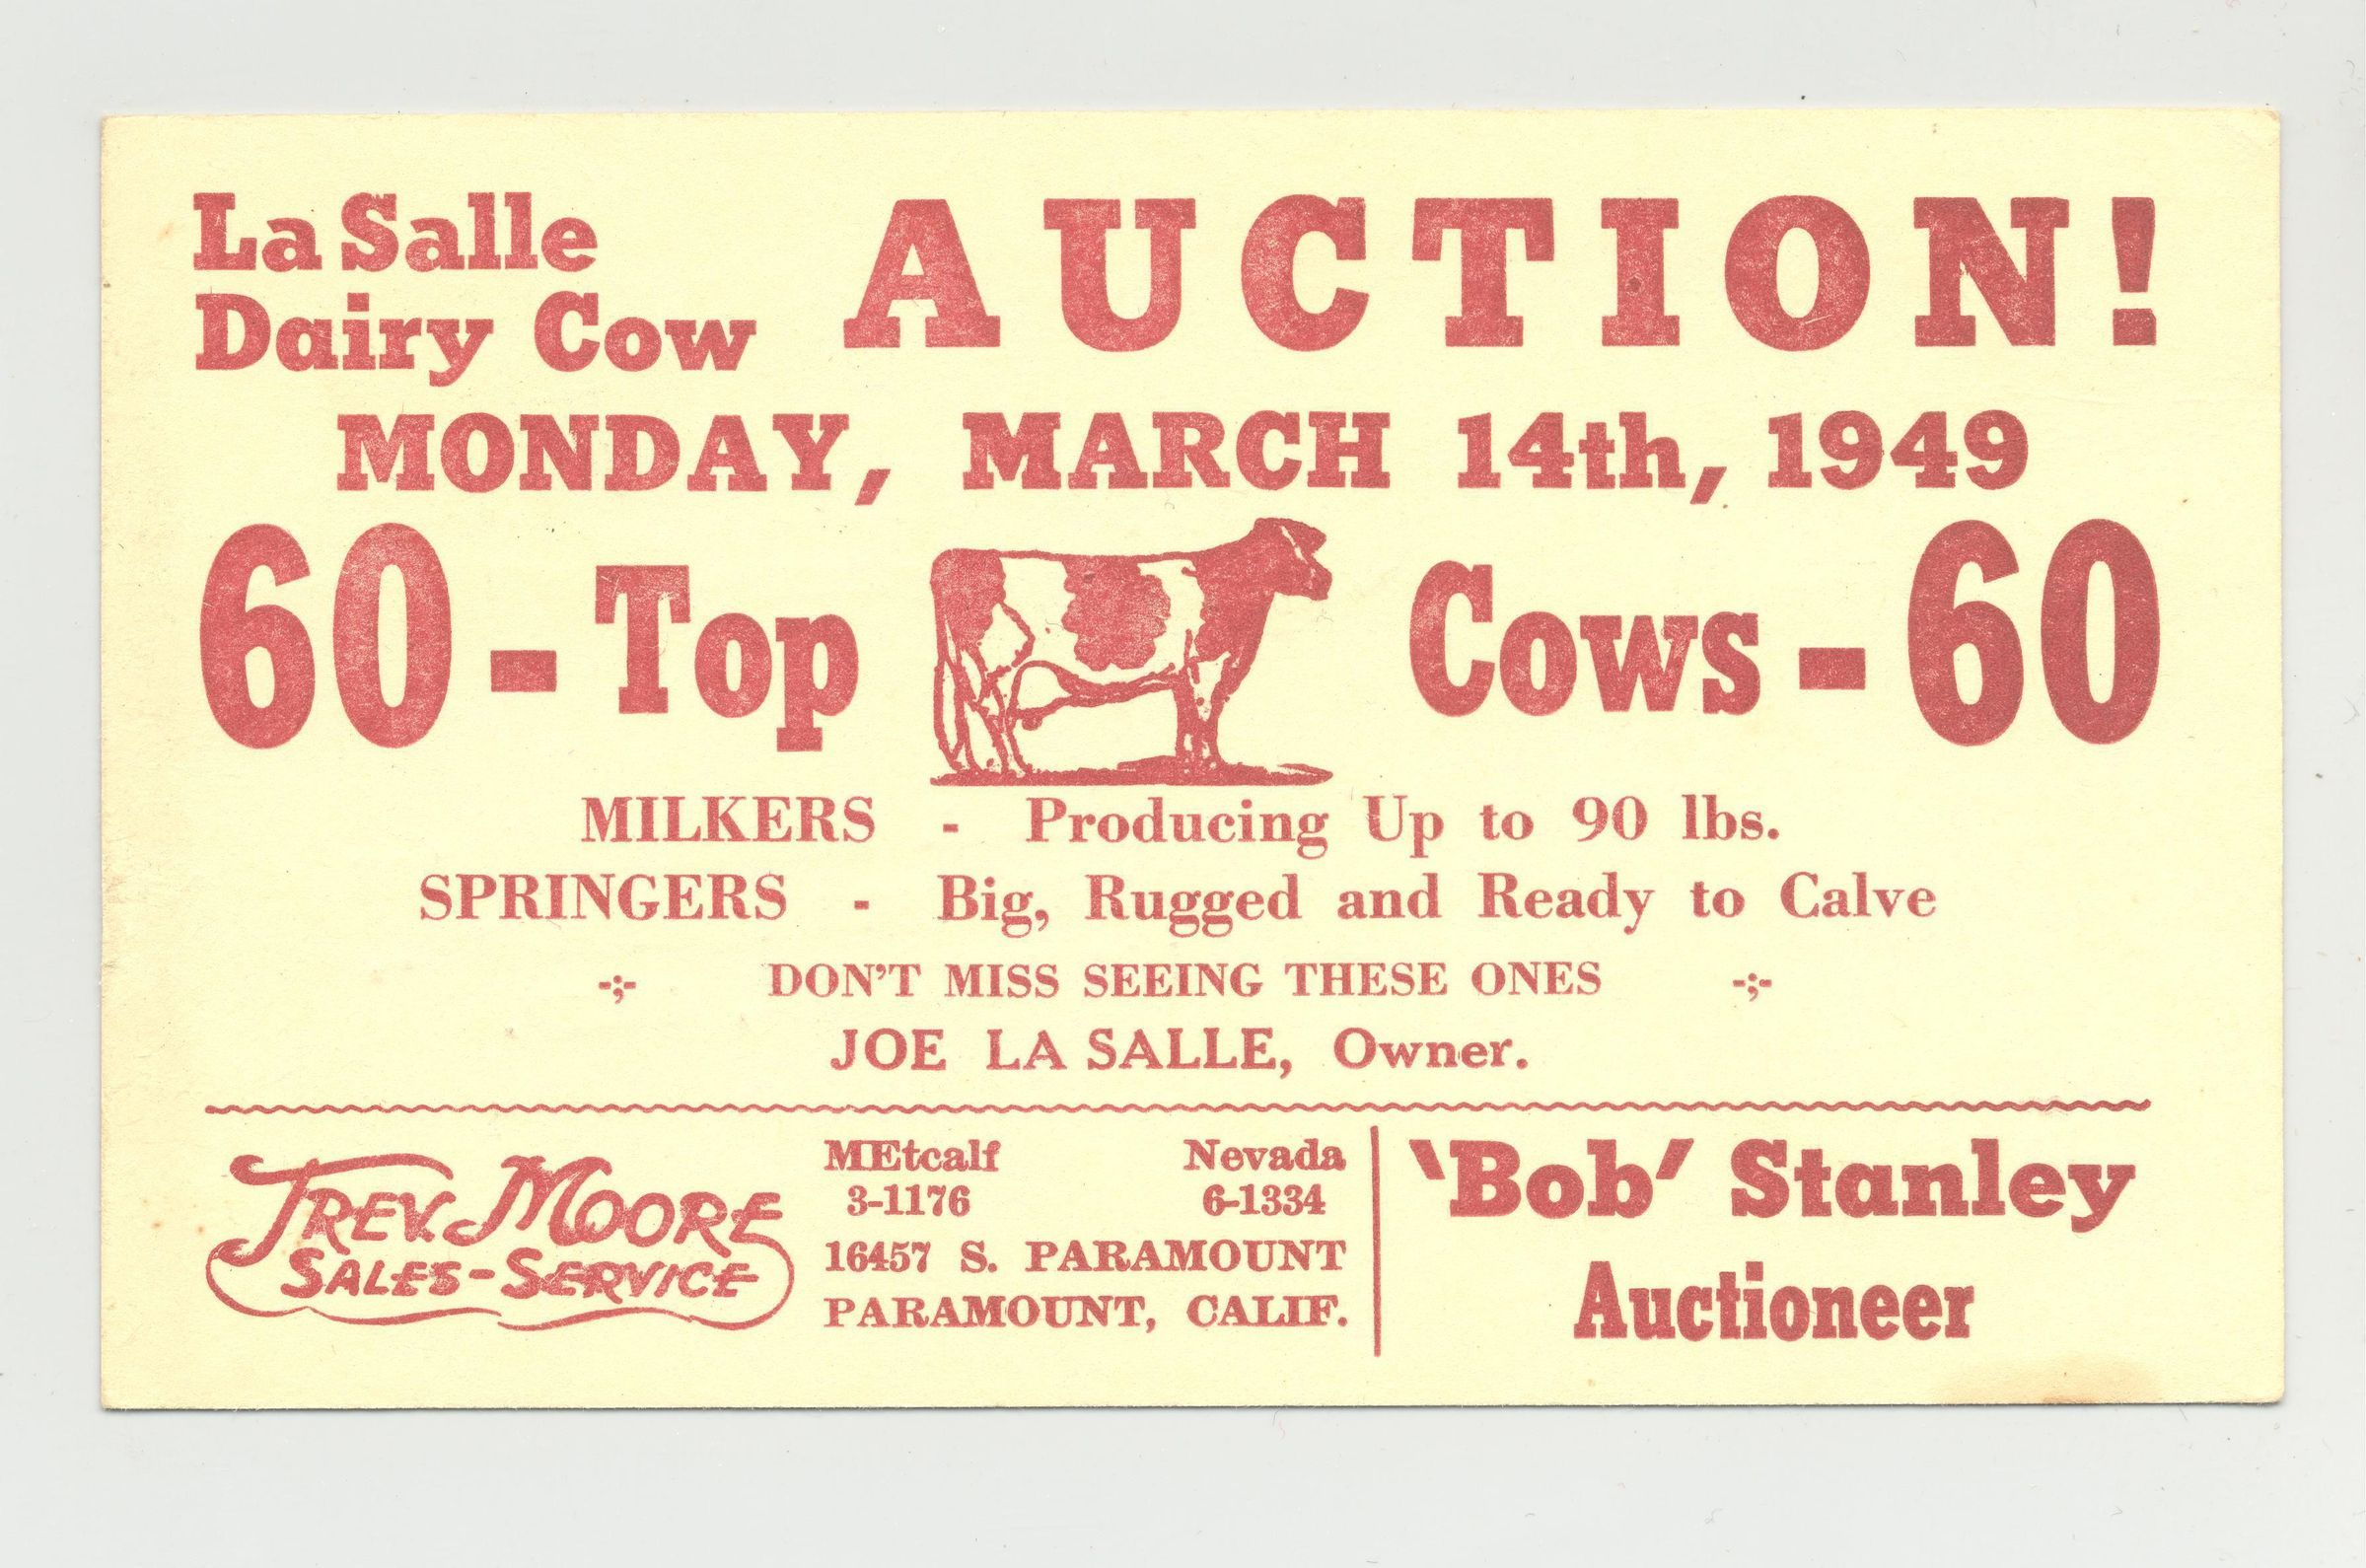 La Salle
Dairy Cow
AUCTION!
MONDAY, MARCH 14th, 1949
60 - Top Cows - 60
MILKERS - Producing Up to 90 lbs.
SPRINGERS - Big, Rugged and Ready to Calve
-;- DON'T MISS SEEING THESE ONES -;-
JOE LA SALLE, Owner.
TREV. MOORE
SALES-SERVICE
METcalf Nevada
3-1176 6-1334
16457 S. PARAMOUNT
PARAMOUNT, CALIF.
'Bob' Stanley
Auctioneer